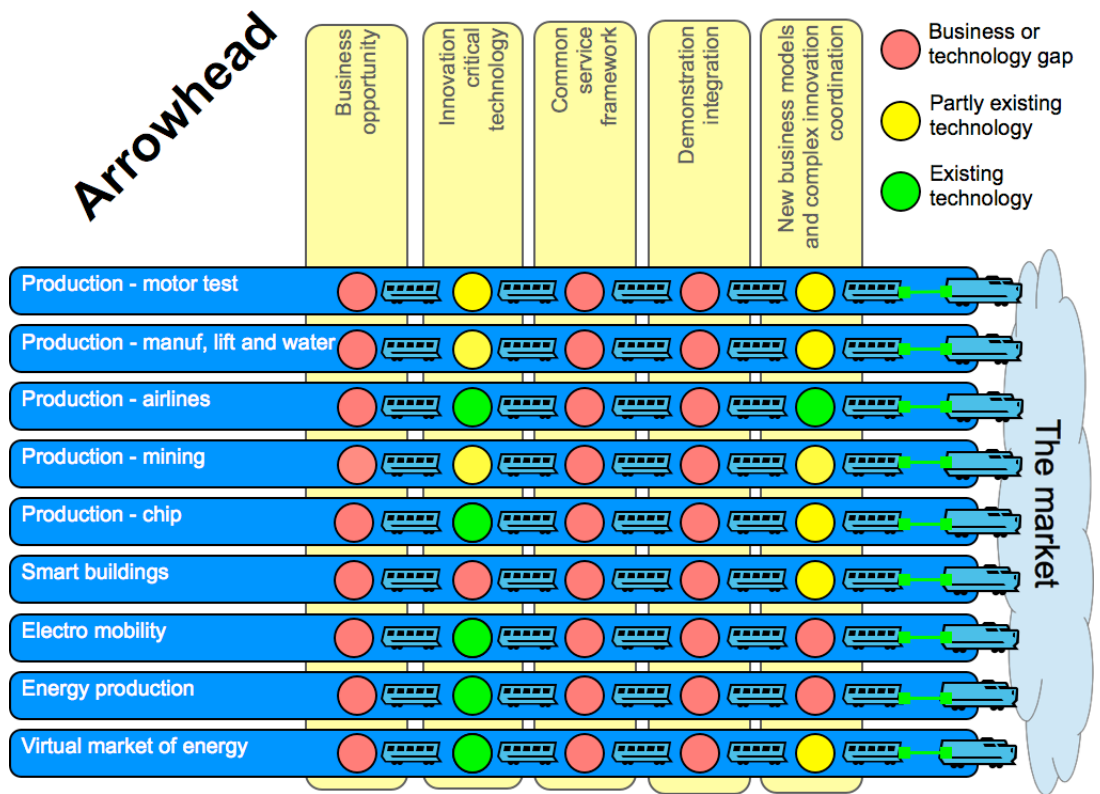 Arrowhead
Business
opportunity
Innovation
critical
technology
Common
service
framework
Demonstration
integration
New business models
and complex innovation
coordination
Business or
technology gap
Partly existing
technology
Existing
technology
Production - motor test
Production - manuf, lift and water
Production - airlines
Production - mining
Production - chip
Smart buildings
Electro mobility
Energy production
Virtual market of energy
The market